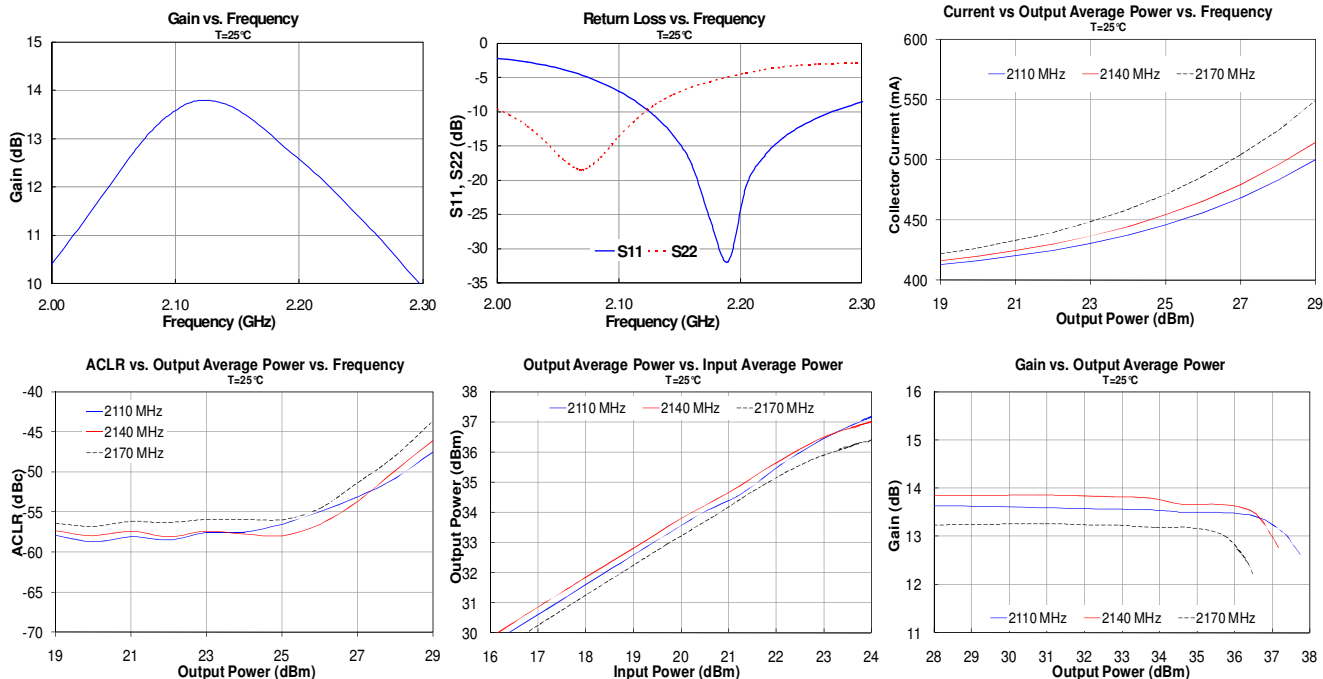 Gain vs. Frequency
T=25°C
15
14
13
12
11
10
Gain (dB)
2.00 2.10 2.20 2.30
Frequency (GHz)
Return Loss vs. Frequency
T=25°C
0
-5
-10
-15
-20
-25
-30
-35
S11, S22 (dB)
S11 S22
2.00 2.10 2.20 2.30
Frequency (GHz)
Current vs Output Average Power vs. Frequency
T=25°C
600
550
500
450
400
Collector Current (mA)
2110 MHz 2140 MHz 2170 MHz
19 21 23 25 27 29
Output Power (dBm)
ACLR vs. Output Average Power vs. Frequency
T=25°C
-40
-45
-50
-55
-60
-65
-70
ACLR (dBc)
2110 MHz
2140 MHz
2170 MHz
19 21 23 25 27 29
Output Power (dBm)
Output Average Power vs. Input Average Power
T=25°C
38
37
36
35
34
33
32
31
30
Output Power (dBm)
2110 MHz 2140 MHz 2170 MHz
16 17 18 19 20 21 22 23 24
Input Power (dBm)
Gain vs. Output Average Power
T=25°C
16
15
14
13
12
11
Gain (dB)
2110 MHz 2140 MHz 2170 MHz
28 29 30 31 32 33 34 35 36 37 38
Output Power (dBm)